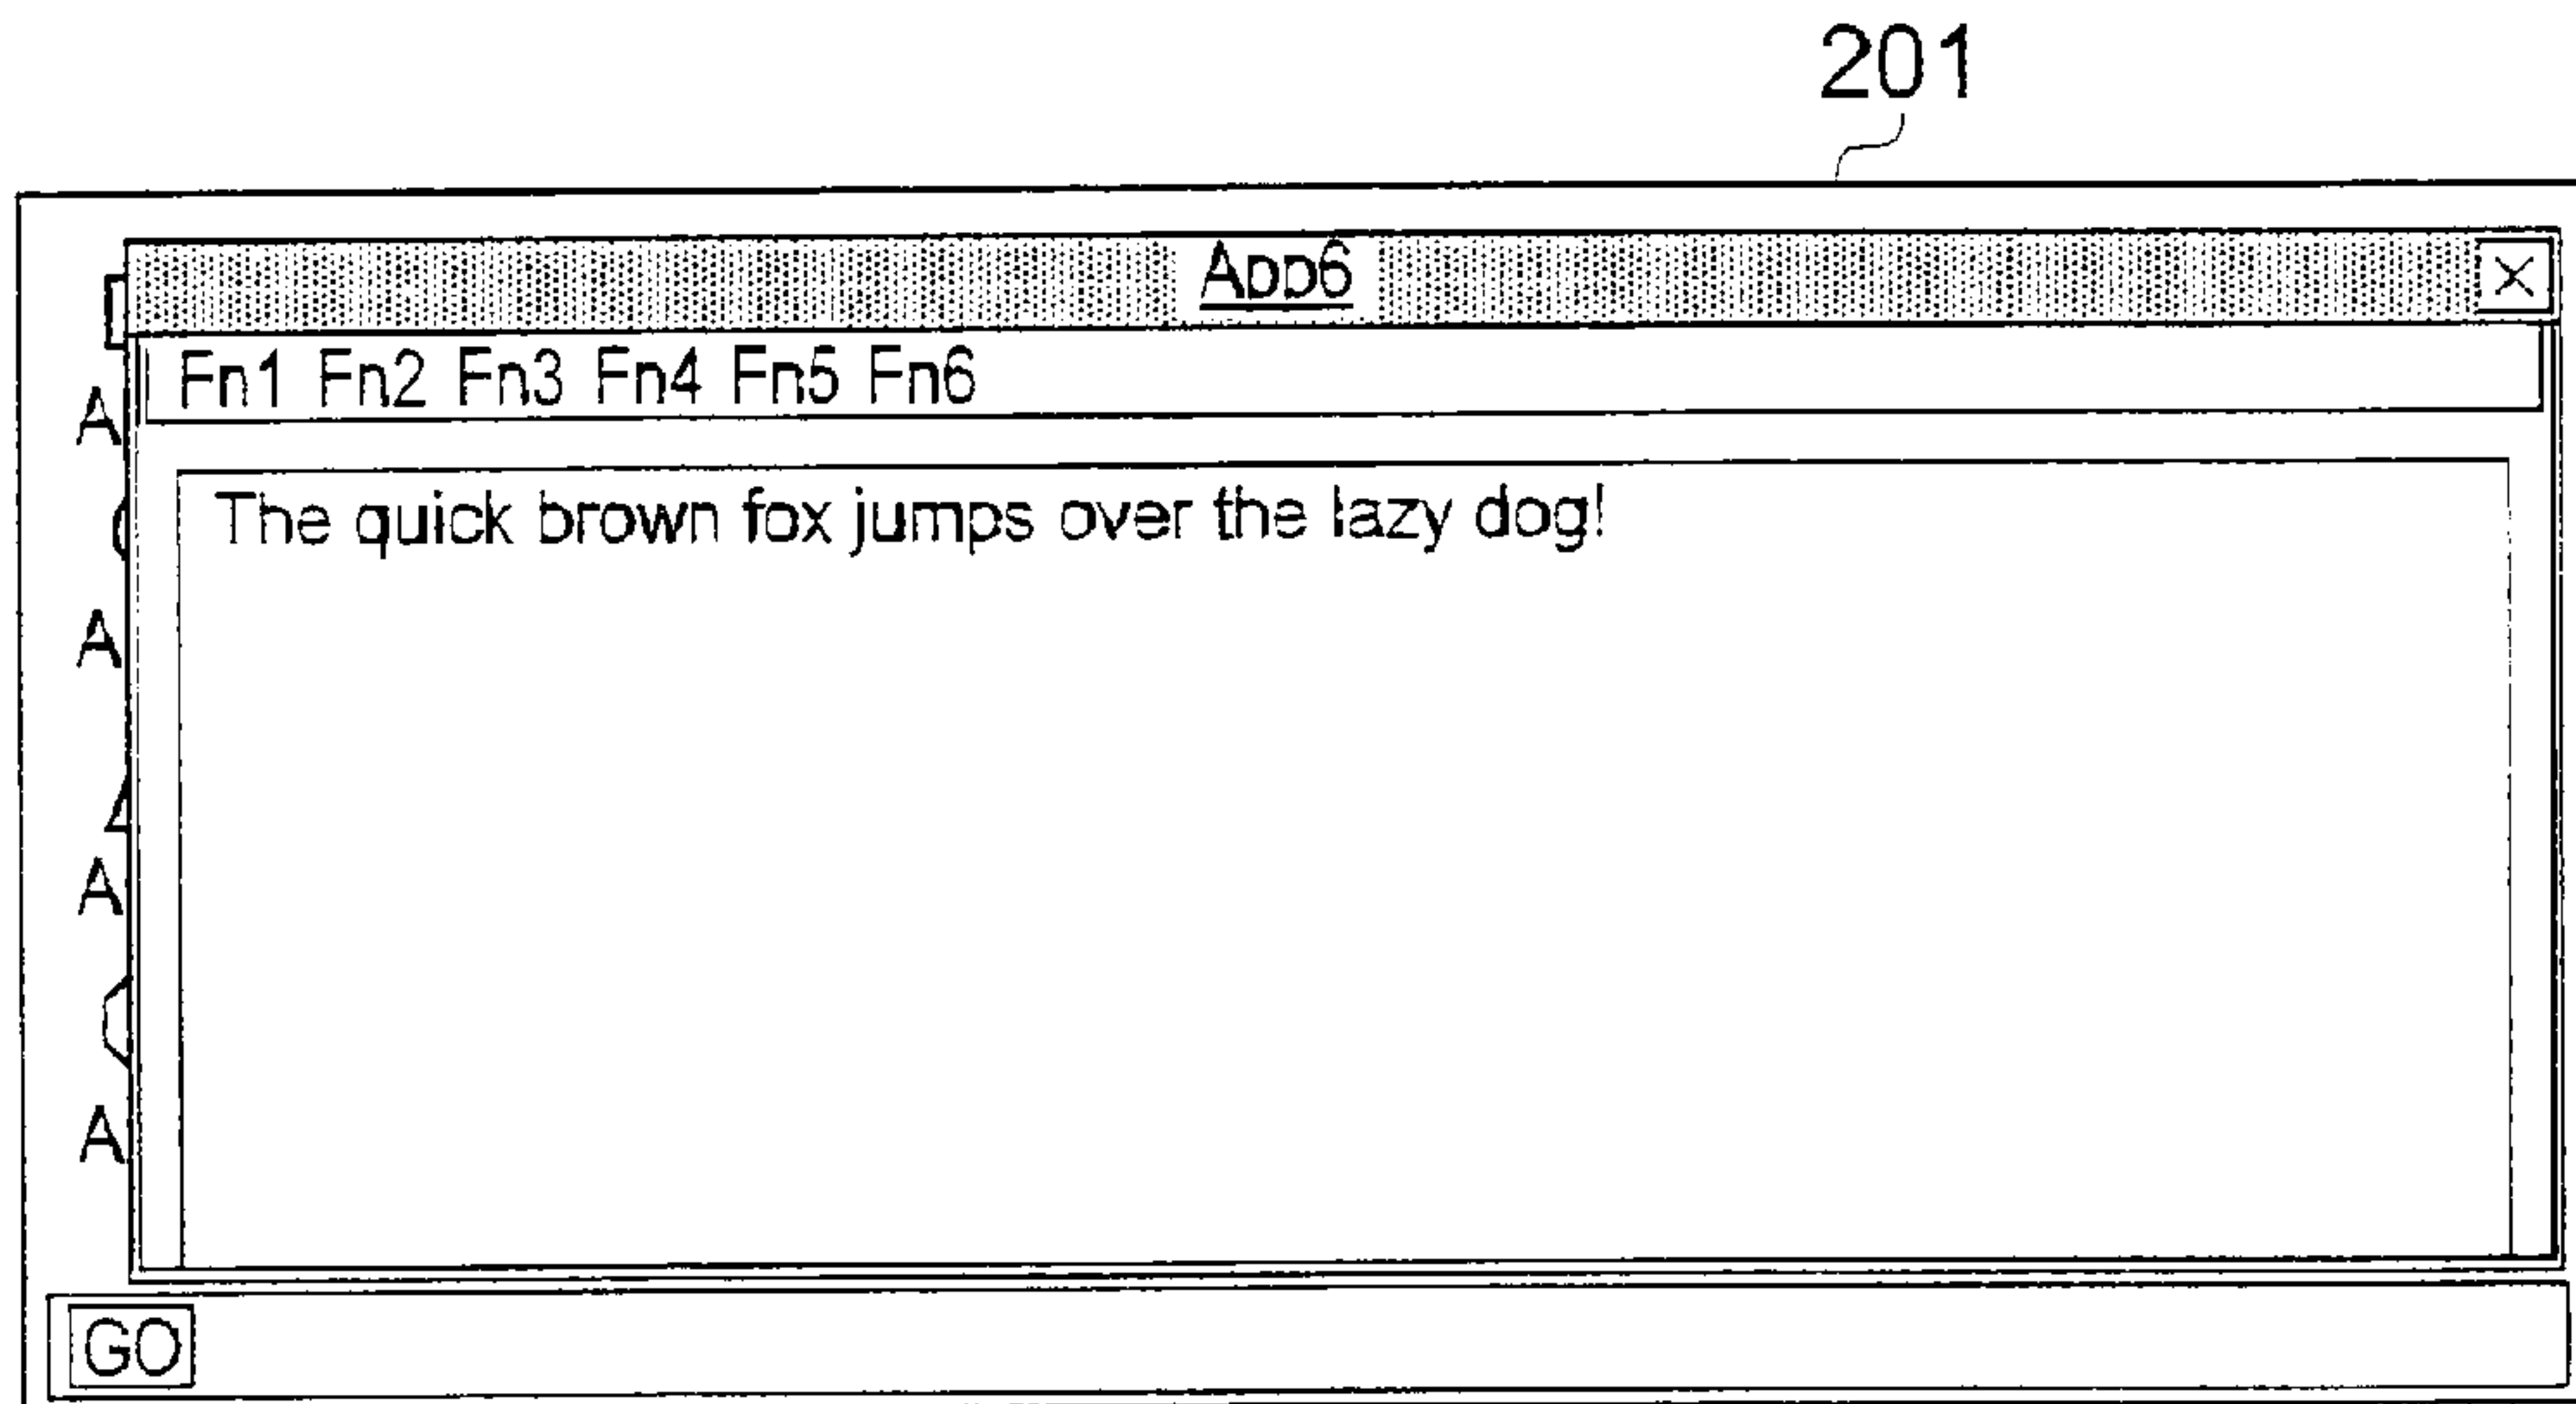 201
App6
Fn1 Fn2 Fn3 Fn4 Fn5 Fn6
The quick brown fox jumps over the lazy dog!
A
A
A
A
GO